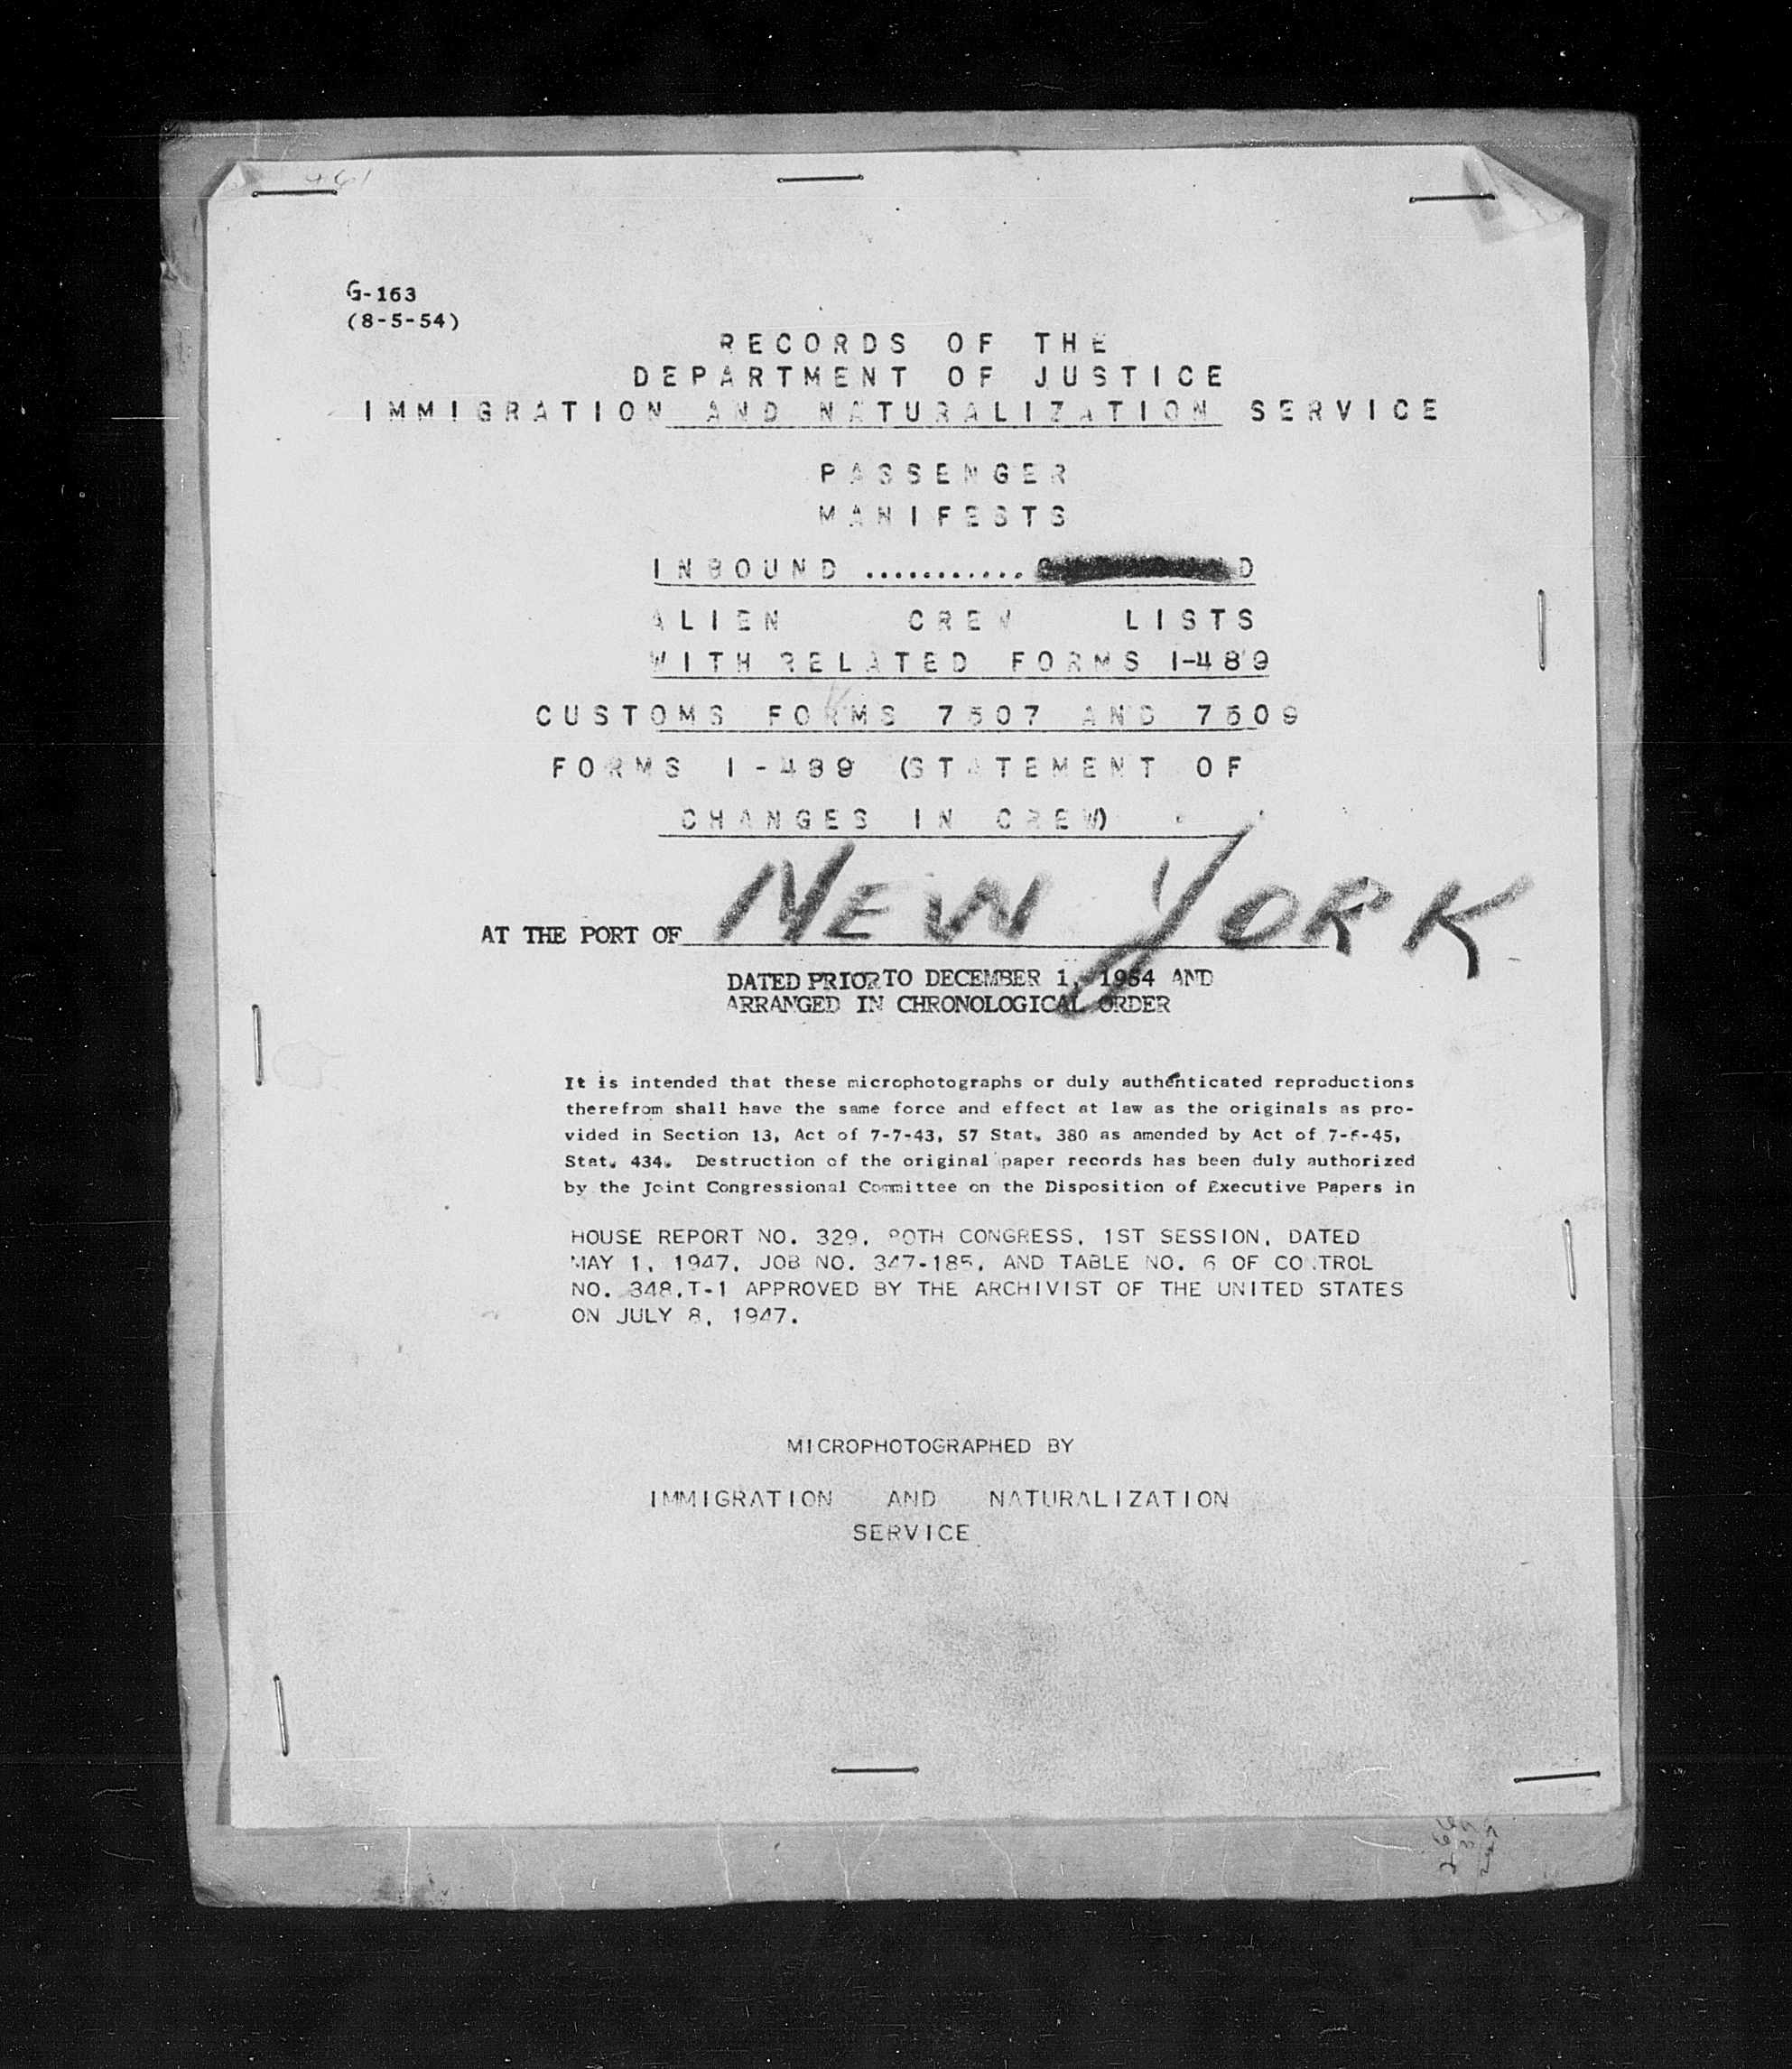 G-163
(8-5-54)
RECORDS OF THE
DEPARTMENT OF JUSTICE
IMMIGRATION AND NATURALIZATION SERVICE
PASSENGER
MANIFESTS
INBOUND ...........
ALIEN CREW LISTS
WITH RELATED FORMS I-489
CUSTOMS FORMS 7507 AND 7509
FORMS I-489 (STATEMENT OF
CHANGES IN CREW)
AT THE PORT OF NEW YORK
DATED PRIOR TO DECEMBER 1, 1954 AND
ARRANGED IN CHRONOLOGICAL ORDER
It is intended that these microphotographs or duly authenticated reproductions
therefrom shall have the same force and effect at law as the originals as pro-
vided in Section 13, Act of 7-7-43, 57 Stat. 380 as amended by Act of 7-6-45,
Stat. 434. Destruction of the original paper records has been duly authorized
by the Joint Congressional Committee on the Disposition of Executive Papers in
HOUSE REPORT NO. 329, 80TH CONGRESS, 1ST SESSION, DATED
MAY 1, 1947, JOB NO. 347-185, AND TABLE NO. 6 OF CONTROL
NO. 348.T-1 APPROVED BY THE ARCHIVIST OF THE UNITED STATES
ON JULY 8, 1947.
MICROPHOTOGRAPHED BY
IMMIGRATION AND NATURALIZATION
SERVICE